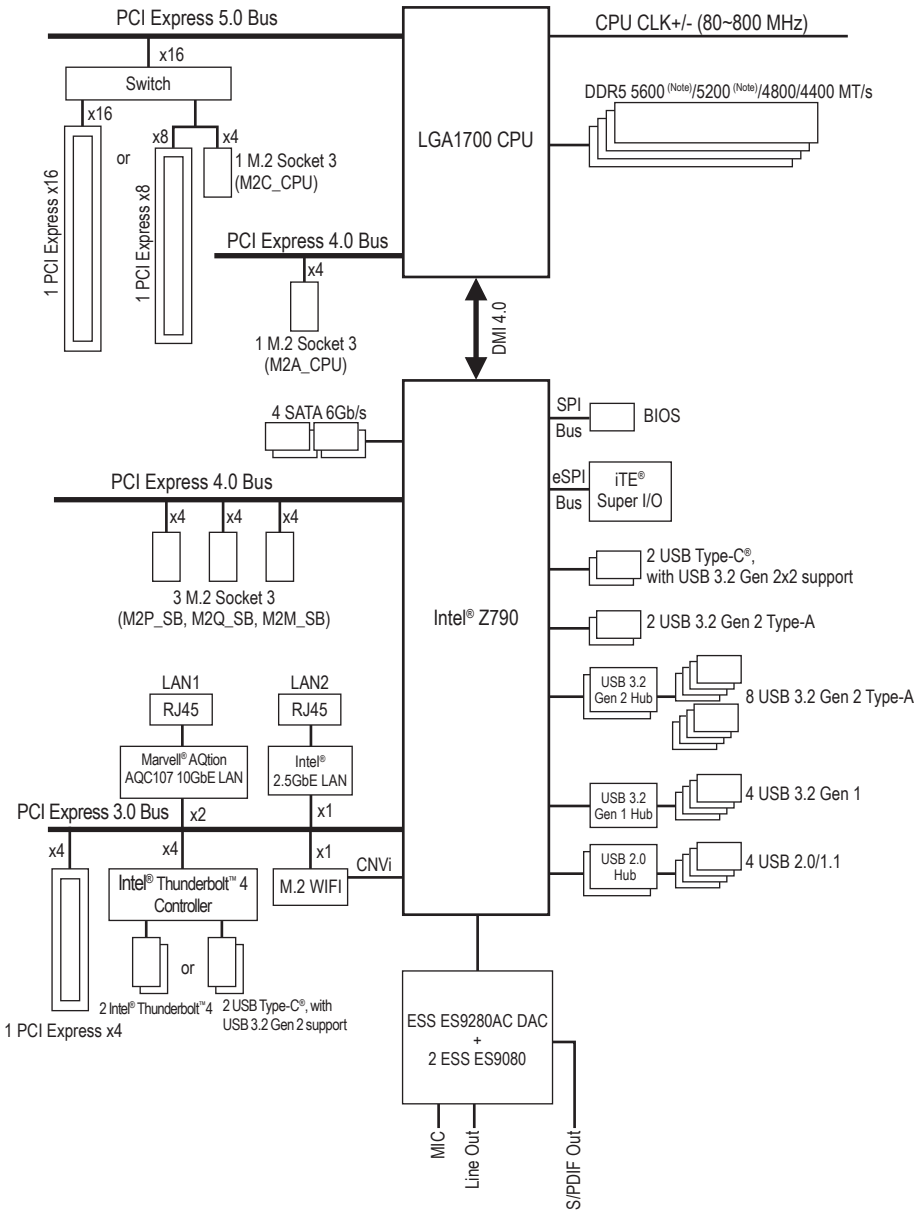 PCI Express 5.0 Bus
CPU CLK+/- (80~800 MHz)
x16
Switch
DDR5 5600 (Note)/5200 (Note)/4800/4400 MT/s
x16
x8
x4
LGA1700 CPU
or
1 M.2 Socket 3
(M2C_CPU)
1 PCI Express x16
1 PCI Express x8
PCI Express 4.0 Bus
x4
1 M.2 Socket 3
(M2A_CPU)
DMI 4.0
4 SATA 6Gb/s
SPI
Bus
BIOS
eSPI
Bus
iTE®
Super I/O
PCI Express 4.0 Bus
x4
x4
x4
3 M.2 Socket 3
(M2P_SB, M2Q_SB, M2M_SB)
2 USB Type-C®,
with USB 3.2 Gen 2x2 support
Intel® Z790
2 USB 3.2 Gen 2 Type-A
LAN1
RJ45
LAN2
RJ45
USB 3.2
Gen 2 Hub
8 USB 3.2 Gen 2 Type-A
Marvell® AQtion
AQC107 10GbE LAN
Intel®
2.5GbE LAN
PCI Express 3.0 Bus
x2
x1
USB 3.2
Gen 1 Hub
4 USB 3.2 Gen 1
x4
x4
x1
CNVi
USB 2.0
Hub
4 USB 2.0/1.1
Intel® Thunderbolt™ 4
Controller
M.2 WIFI
or
2 Intel® Thunderbolt™ 4
2 USB Type-C®, with
USB 3.2 Gen 2 support
1 PCI Express x4
ESS ES9280AC DAC
+
2 ESS ES9080
MIC
Line Out
S/PDIF Out